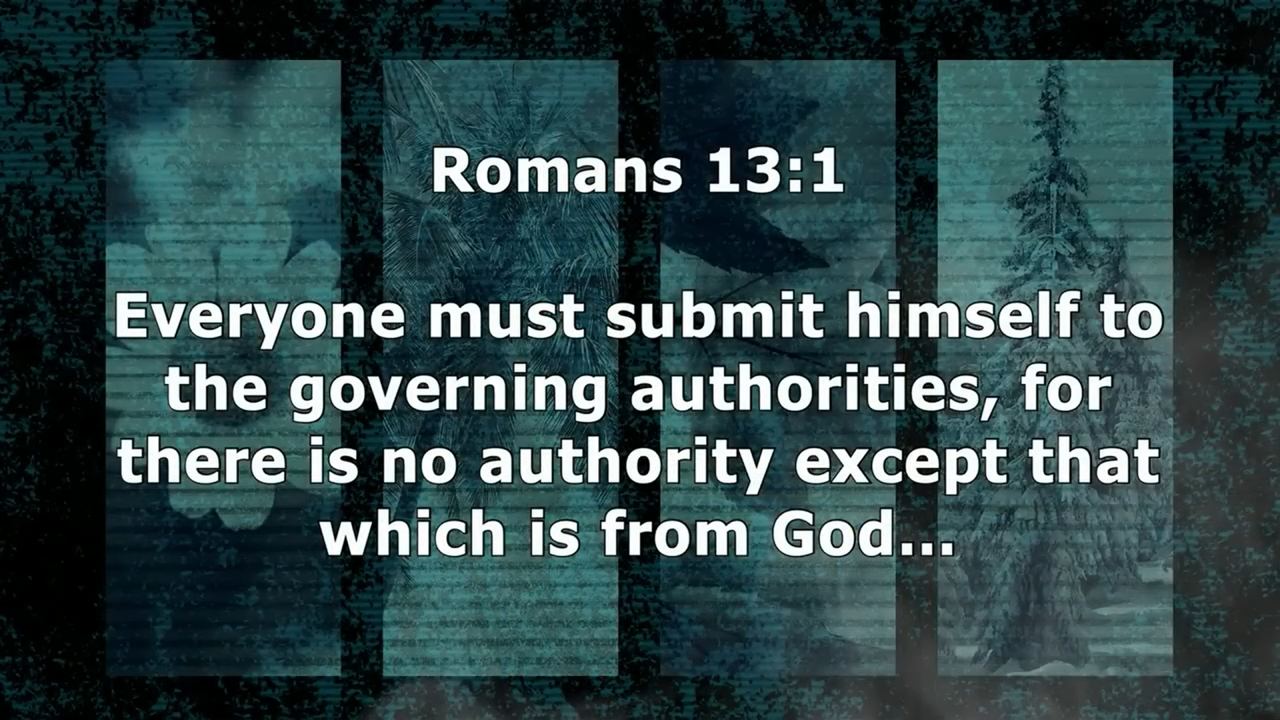 Romans 13:1
Everyone must submit himself to
the governing authorities, for
there is no authority except that
which is from God...